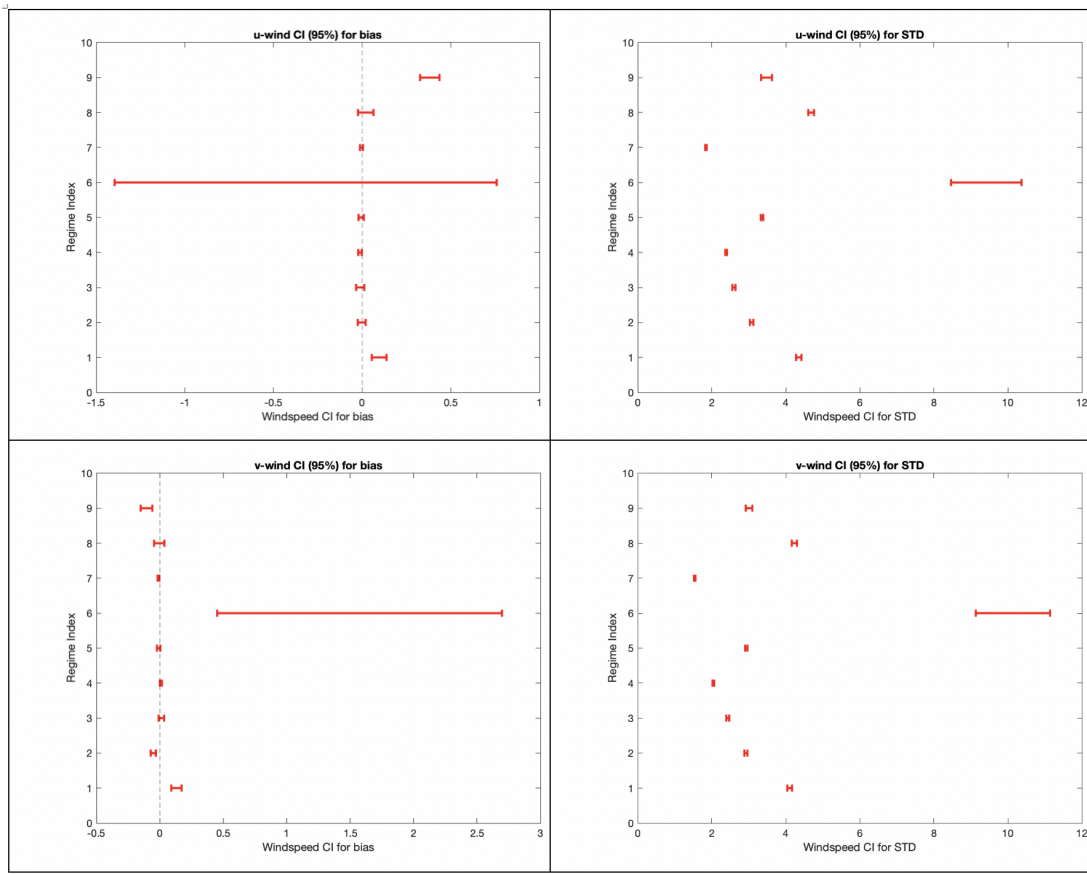 u-wind CI (95%) for bias
10
9
8
7
6
5
4
3
2
1
0
Regime Index
-1.5 -1 -0.5 0 0.5 1
Windspeed CI for bias
u-wind CI (95%) for STD
10
9
8
7
6
5
4
3
2
1
0
Regime Index
0 2 4 6 8 10 12
Windspeed CI for STD
v-wind CI (95%) for bias
10
9
8
7
6
5
4
3
2
1
0
Regime Index
-0.5 0 0.5 1 1.5 2 2.5 3
Windspeed CI for bias
v-wind CI (95%) for STD
10
9
8
7
6
5
4
3
2
1
0
Regime Index
0 2 4 6 8 10 12
Windspeed CI for STD